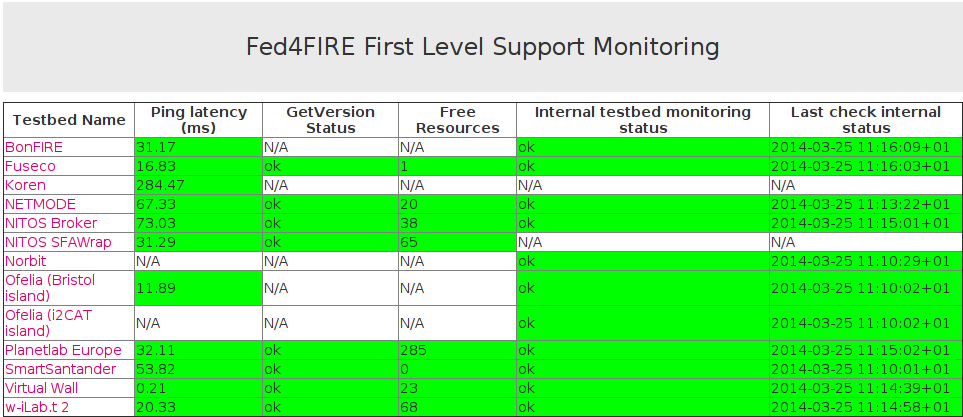 Fed4FIRE First Level Support Monitoring
Testbed Name Ping latency (ms) GetVersion Status Free Resources Internal testbed monitoring status Last check internal status
BonFIRE 31.17 N/A N/A ok 2014-03-25 11:16:09+01
Fuseco 16.83 ok 1 ok 2014-03-25 11:16:03+01
Koren 284.47 N/A N/A N/A N/A
NETMODE 67.33 ok 20 ok 2014-03-25 11:13:22+01
NITOS Broker 73.03 ok 38 ok 2014-03-25 11:15:01+01
NITOS SFAWrap 31.29 ok 65 N/A N/A
Norbit N/A N/A N/A ok 2014-03-25 11:10:29+01
Ofelia (Bristol island) 11.89 N/A N/A ok 2014-03-25 11:10:02+01
Ofelia (i2CAT island) N/A N/A N/A ok 2014-03-25 11:10:02+01
Planetlab Europe 32.11 ok 285 ok 2014-03-25 11:15:02+01
SmartSantander 53.82 ok 0 ok 2014-03-25 11:10:01+01
Virtual Wall 0.21 ok 23 ok 2014-03-25 11:14:39+01
w-iLab.t 2 20.33 ok 68 ok 2014-03-25 11:14:58+01